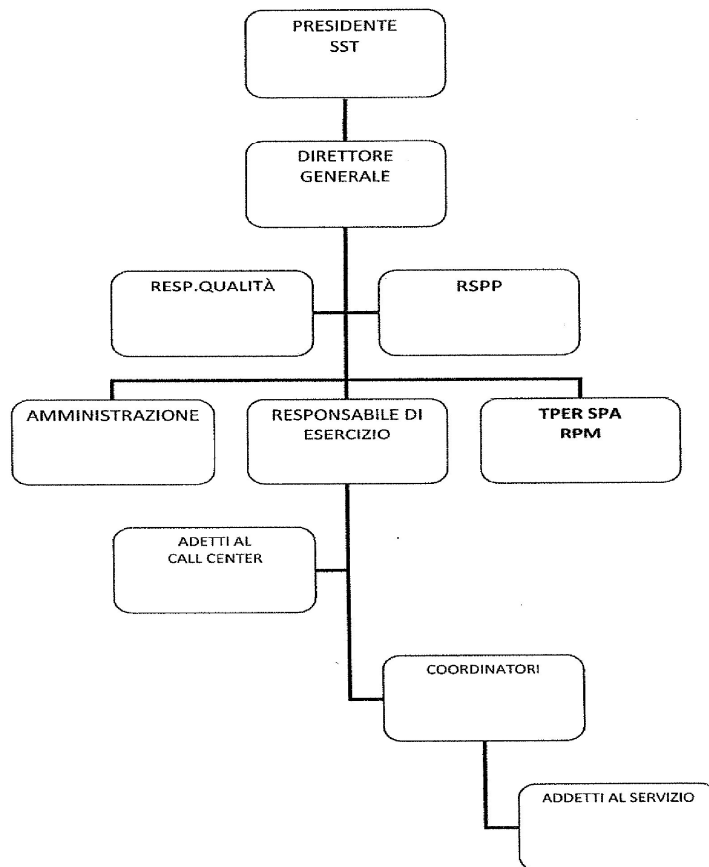 PRESIDENTE
SST
DIRETTORE
GENERALE
RESP.QUALITÀ
RSPP
AMMINISTRAZIONE
RESPONSABILE DI
ESERCIZIO
TPER SPA
RPM
ADETTI AL
CALL CENTER
COORDINATORI
ADDETTI AL SERVIZIO